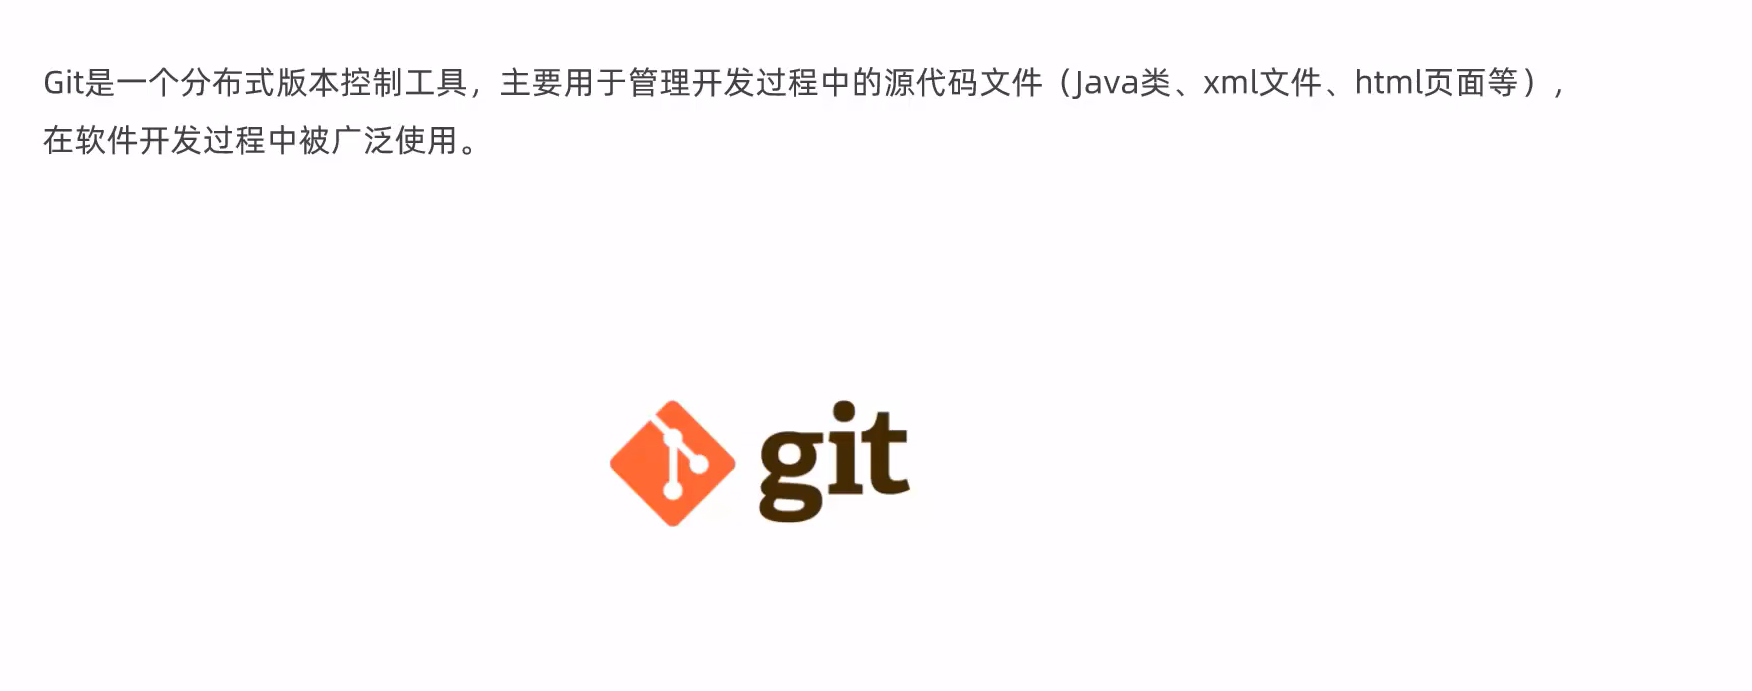 Git是一个分布式版本控制工具，主要用于管理开发过程中的源代码文件（Java类、xml文件、html页面等），
在软件开发过程中被广泛使用。
git